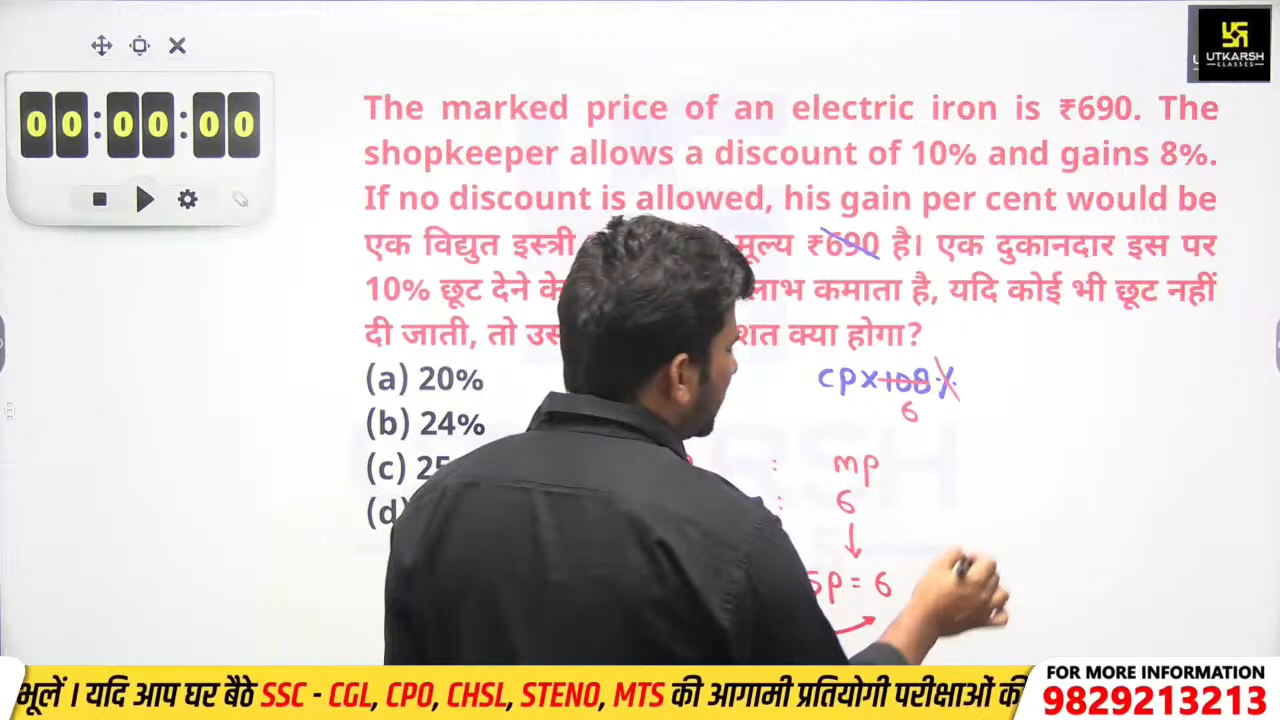 UTKARSH
CLASSES
00:00:00
The marked price of an electric iron is ₹690. The
shopkeeper allows a discount of 10% and gains 8%.
If no discount is allowed, his gain per cent would be
एक विद्युत इस्त्री मूल्य ₹690 है। एक दुकानदार इस पर
10% छूट देने के लाभ कमाता है, यदि कोई भी छूट नहीं
दी जाती, तो क्या होगा?
(a) 20%
CP×108%
6
(b) 24%
(c)
: MP
: 6
(d)
SP = 6
भूलें। यदि आप घर बैठे SSC - CGL, CPO, CHSL, STENO, MTS की आगामी प्रतियोगी परीक्षाओं की
FOR MORE INFORMATION
9829213213